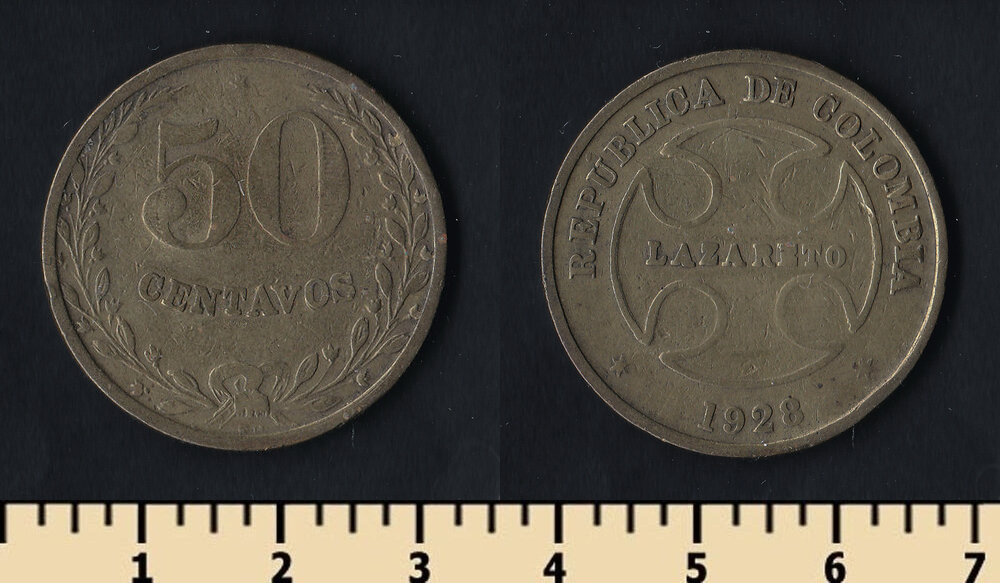 50
CENTAVOS.
REPUBLICA DE COLOMBIA
LAZARETO
1928
1 2 3 4 5 6 7